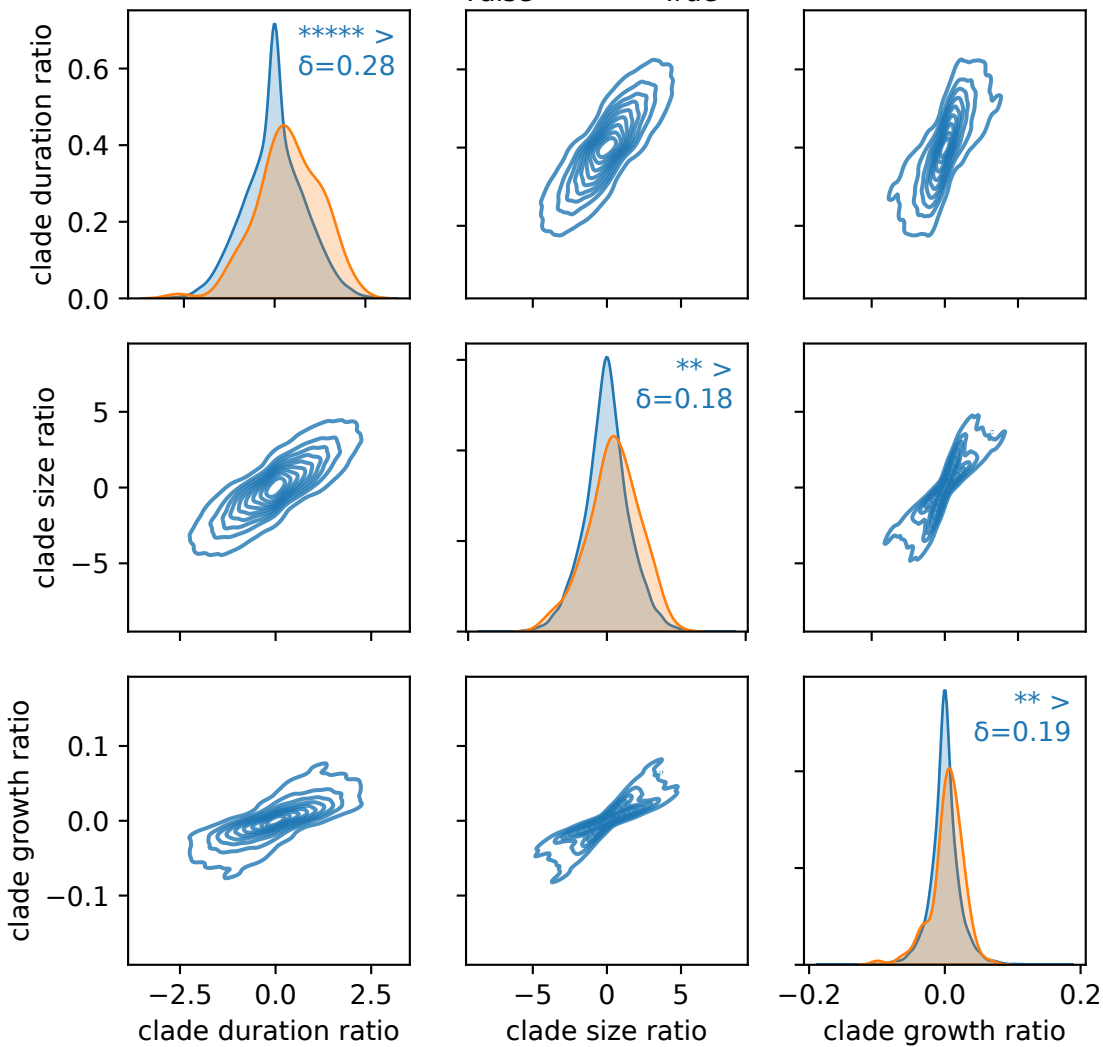 ***** >
δ=0.28
clade duration ratio
0.6
0.4
0.2
0.0
** >
δ=0.18
clade size ratio
5
0
−5
** >
δ=0.19
clade growth ratio
0.1
0.0
−0.1
−2.5 0.0 2.5
−5 0 5
−0.2 0.0 0.2
clade duration ratio
clade size ratio
clade growth ratio